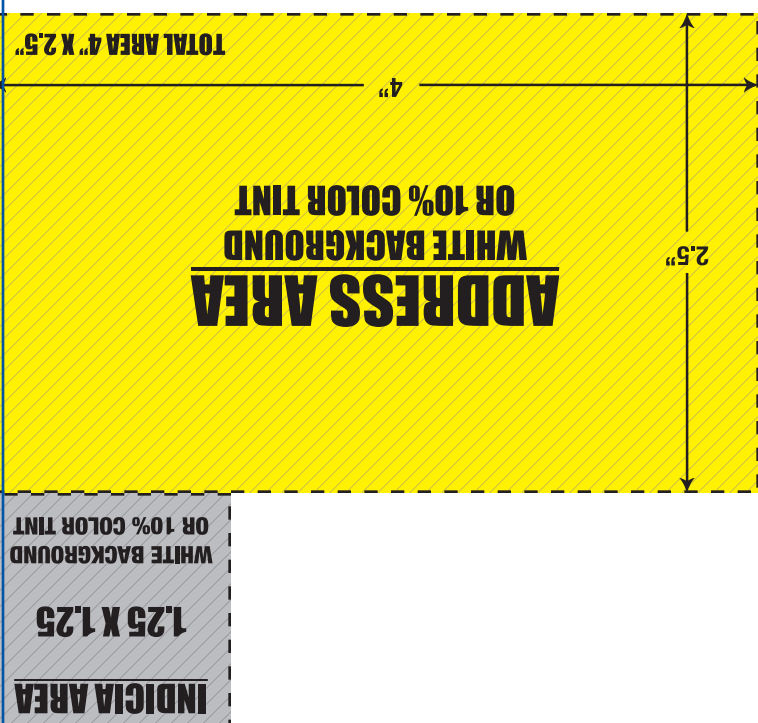 INDICIA AREA
1.25 X 1.25
WHITE BACKGROUND
OR 10% COLOR TINT
ADDRESS AREA
WHITE BACKGROUND
OR 10% COLOR TINT
2.5”
4”
TOTAL AREA 4” X 2.5”